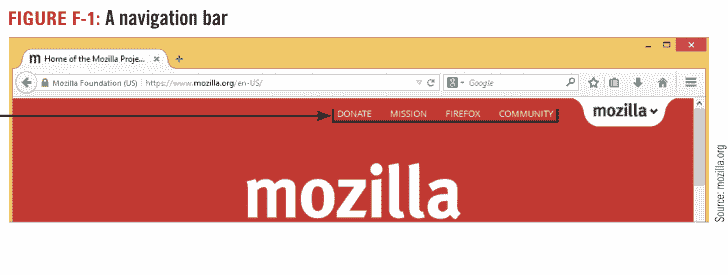 FIGURE F-1: A navigation bar
m Home of the Mozilla Proje... × +
Mozilla Foundation (US) https://www.mozilla.org/en-US/
8 Google
DONATE MISSION FIREFOX COMMUNITY
mozilla
mozilla
Source: mozilla.org